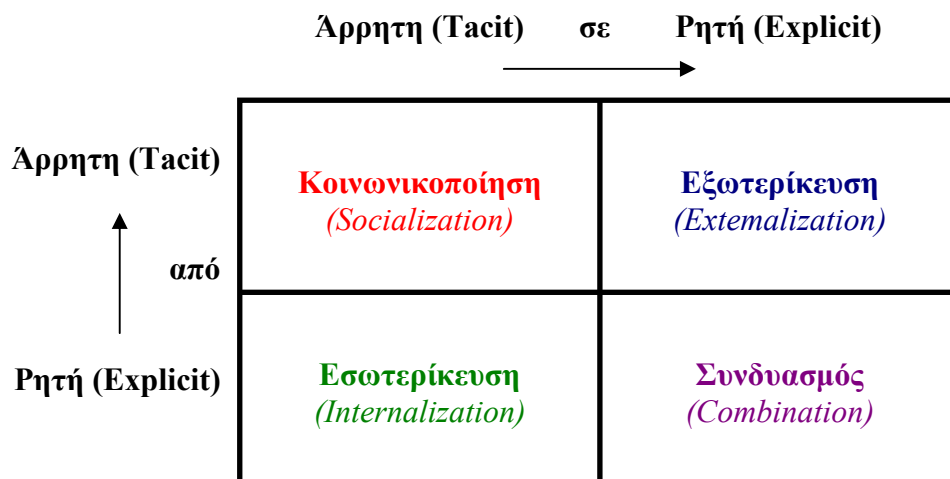 Άρρητη (Tacit) σε Ρητή (Explicit)
Άρρητη (Tacit)
Κοινωνικοποίηση
(Socialization)
Εξωτερίκευση
(Extemalization)
από
Ρητή (Explicit)
Εσωτερίκευση
(Internalization)
Συνδυασμός
(Combination)